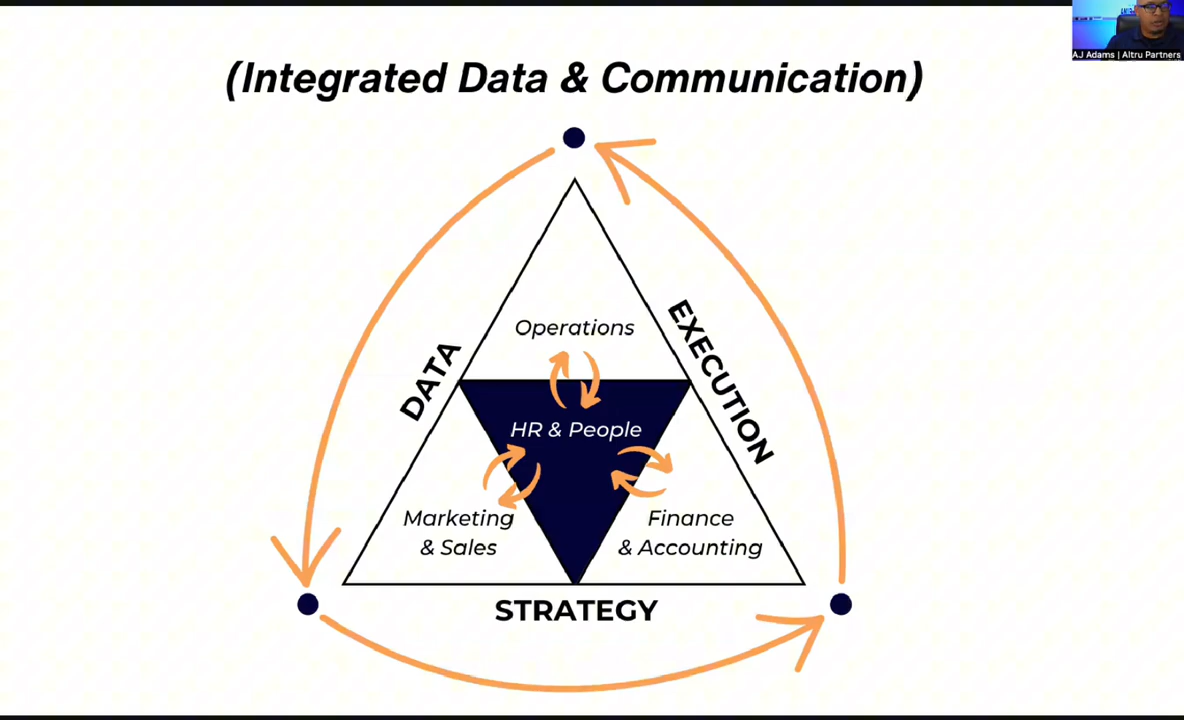 (Integrated Data & Communication)
AJ Adams | Altru Partners
DATA
EXECUTION
Operations
HR & People
Marketing
& Sales
Finance
& Accounting
STRATEGY